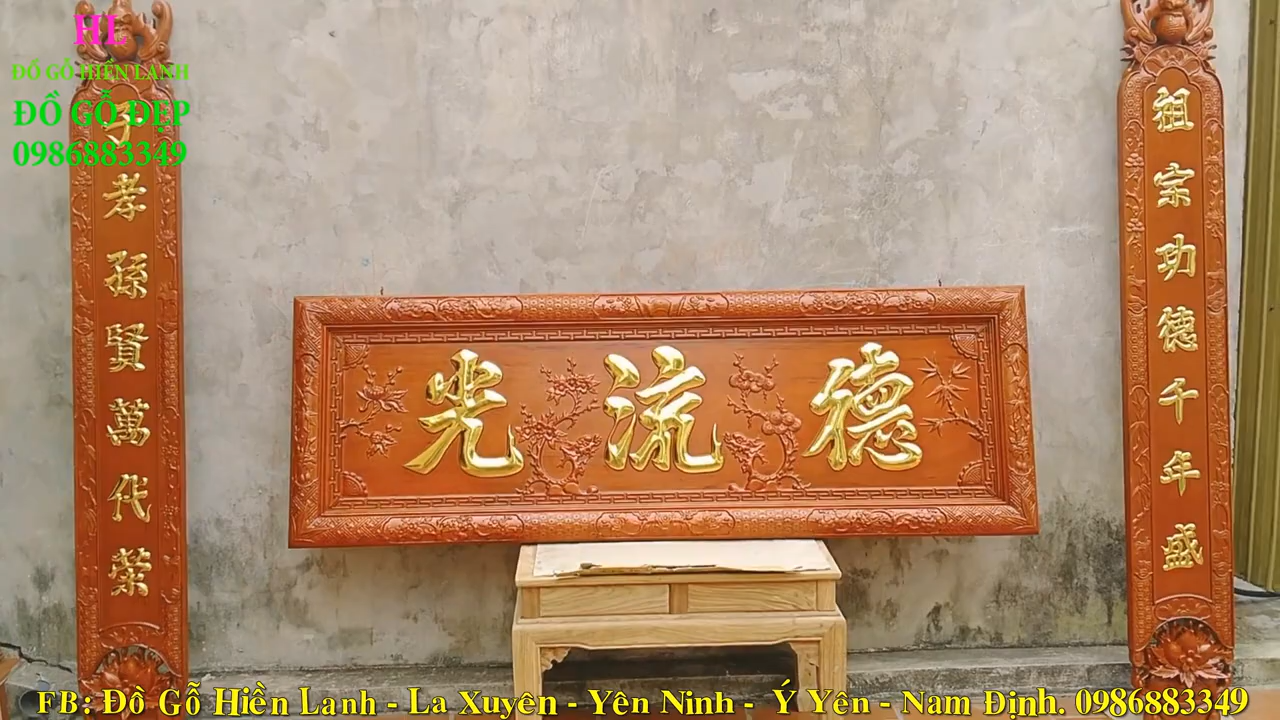 HL
ĐỒ GỖ HIỀN LANH
ĐỒ GỖ ĐẸP
0986883349
祖宗功德千年盛
德流光
子孝孫賢萬代榮
FB: Đồ Gỗ Hiền Lanh - La Xuyên - Yên Ninh - Ý Yên - Nam Định. 0986883349